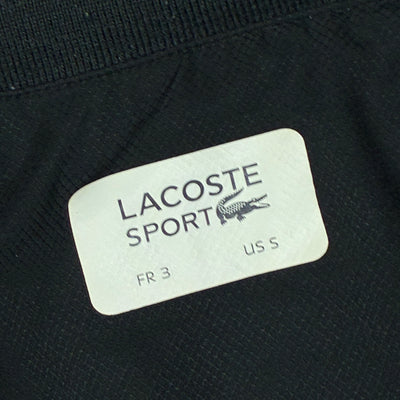 LACOSTE
SPORT
FR 3 US S